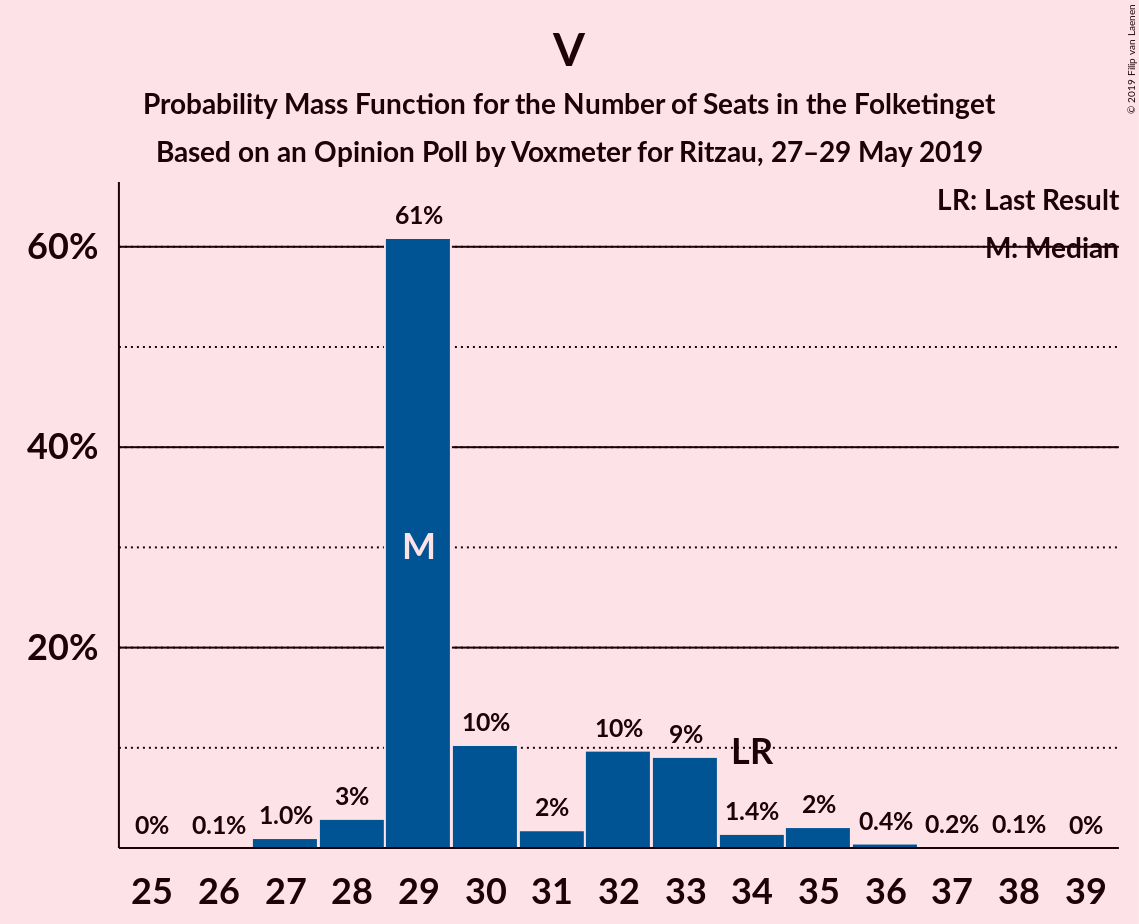 V
Probability Mass Function for the Number of Seats in the Folketinget
Based on an Opinion Poll by Voxmeter for Ritzau, 27–29 May 2019
© 2019 Filip van Laenen
LR: Last Result
M: Median
60%
40%
20%
0%
0.1%
1.0%
3%
61%
M
10%
2%
10%
9%
LR
1.4%
2%
0.4%
0.2%
0.1%
0%
25 26 27 28 29 30 31 32 33 34 35 36 37 38 39